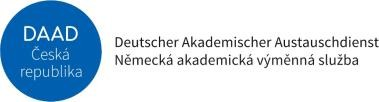 DAAD
Česká
republika
Deutscher Akademischer Austauschdienst
Německá akademická výměnná služba